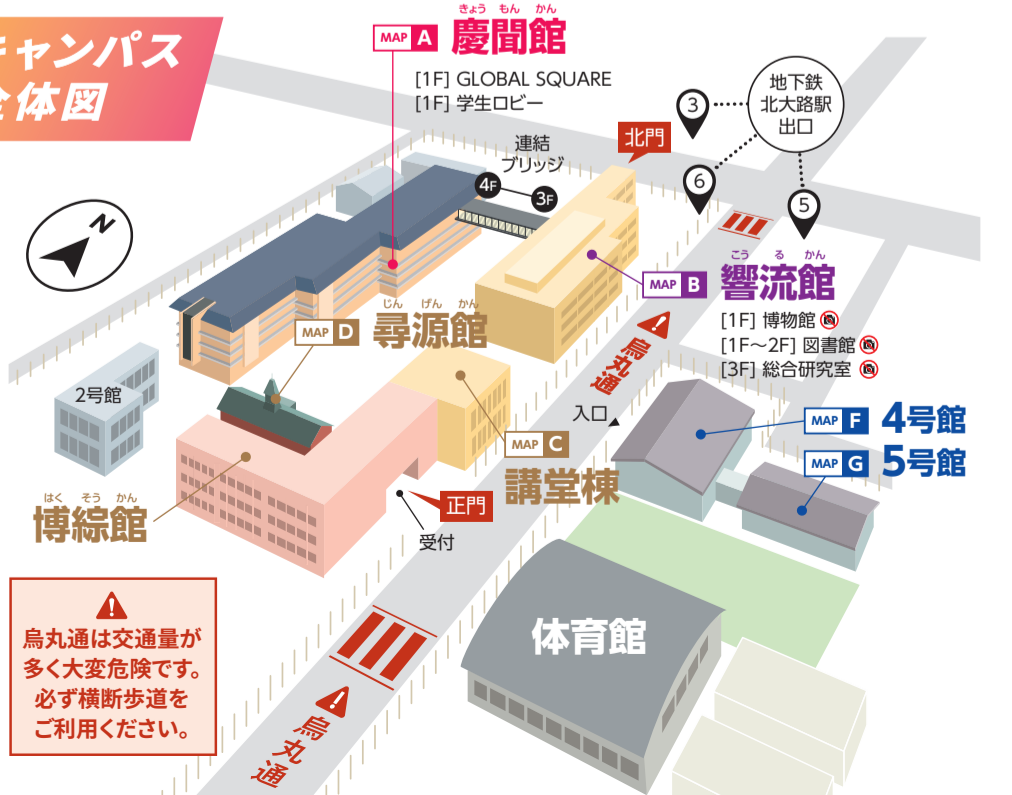 キャンパス
全体図
きょう もん かん
MAP A 慶聞館
[1F] GLOBAL SQUARE
[1F] 学生ロビー
地下鉄
北大路駅
出口
3
6
5
北門
連結
ブリッジ
4F
3F
N
こう る かん
MAP B 響流館
[1F] 博物館
[1F〜2F] 図書館
[3F] 総合研究室
じん げん かん
MAP D 尋源館
烏丸通
入口
2号館
MAP F 4号館
MAP G 5号館
MAP C
講堂棟
はく そう かん
博綜館
正門
受付
体育館
烏丸通は交通量が
多く大変危険です。
必ず横断歩道を
ご利用ください。
烏丸通